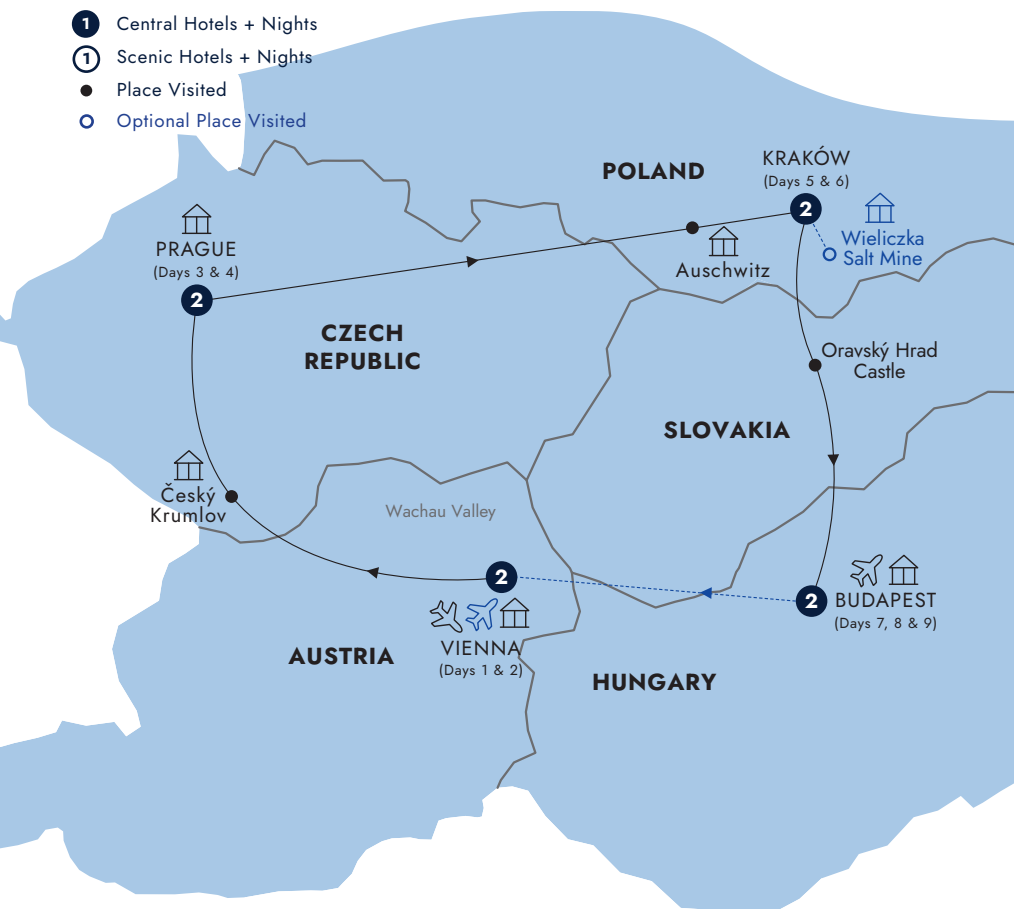 1 Central Hotels + Nights
1 Scenic Hotels + Nights
Place Visited
Optional Place Visited
POLAND
KRAKÓW
(Days 5 & 6)
2
Wieliczka
Salt Mine
Auschwitz
PRAGUE
(Days 3 & 4)
2
CZECH
REPUBLIC
Oravský Hrad
Castle
SLOVAKIA
Český
Krumlov
Wachau Valley
2
VIENNA
(Days 1 & 2)
2
BUDAPEST
(Days 7, 8 & 9)
AUSTRIA
HUNGARY